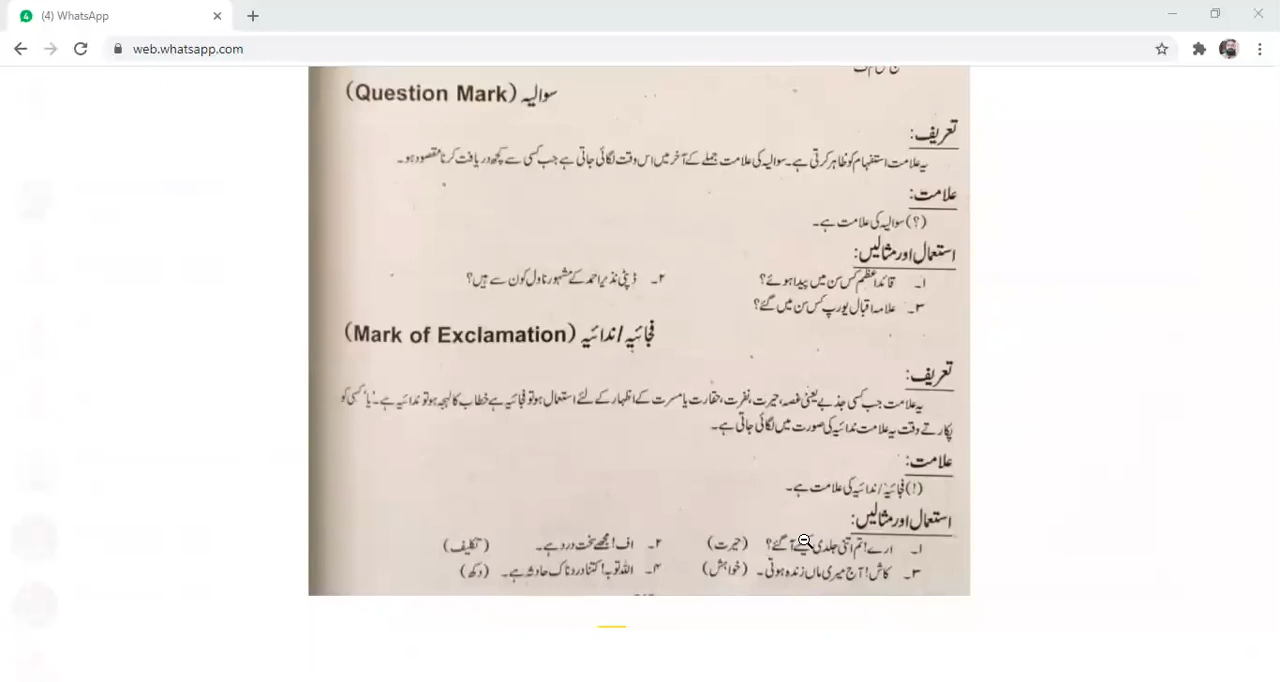 (4) WhatsApp
web.whatsapp.com
سوالیہ (Question Mark)
تعریف:
یہ علامت استفہام کو ظاہر کرتی ہے۔ سوالیہ کی علامت جملے کے آخر میں اس وقت لگائی جاتی ہے جب کسی سے کچھ دریافت کرنا مقصود ہو۔
علامت:
(؟) سوالیہ کی علامت ہے۔
استعمال اور مثالیں:
۱۔ قائداعظم کس سن میں پیدا ہوئے؟ ۲۔ ڈپٹی نذیر احمد کے مشہور ناول کون سے ہیں؟
۳۔ علامہ اقبال یورپ کس سن میں گئے؟
فجائیہ/ندائیہ (Mark of Exclamation)
تعریف:
یہ علامت جب کسی جذبے یعنی غصہ، حیرت، نفرت، حقارت یا مسرت کے اظہار کے لئے استعمال ہو تو فجائیہ ہے خطاب کا لہجہ ہو تو ندائیہ ہے۔ 'یا' کسی کو
پکارتے وقت یہ علامت ندائیہ کی صورت میں لگائی جاتی ہے۔
علامت:
(!) فجائیہ/ندائیہ کی علامت ہے۔
استعمال اور مثالیں:
۱۔ ارے! تم اتنی جلدی کیسے آ گئے؟ (حیرت) ۲۔ اف! مجھے سخت درد ہے۔ (تکلیف)
۳۔ کاش! آج میری ماں زندہ ہوتی۔ (خواہش) ۴۔ اللہ توبہ! کتنا دردناک حادثہ ہے۔ (دکھ)